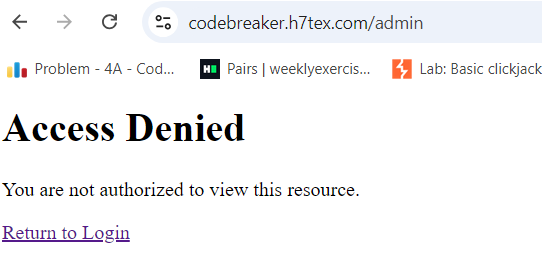 codebreaker.h7tex.com/admin
Problem - 4A - Cod...
Pairs | weeklyexercis...
Lab: Basic clickjack
Access Denied
You are not authorized to view this resource.
Return to Login